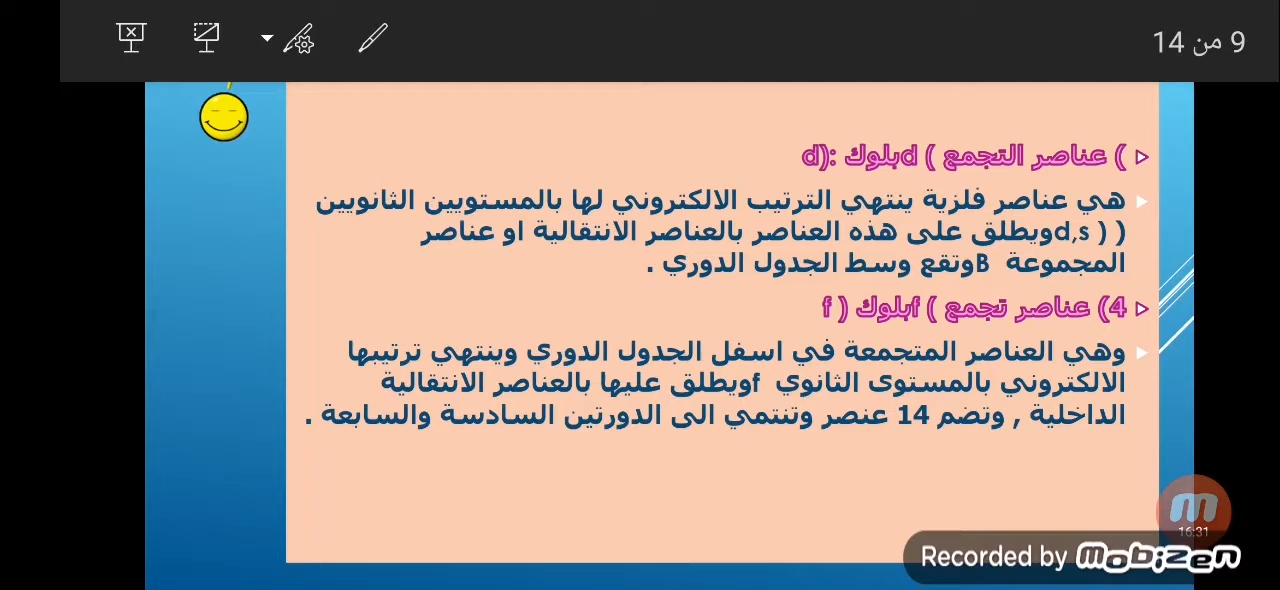 9 من 14
) عناصر التجمع ( dبلوك :(d
هي عناصر فلزية ينتهي الترتيب الالكتروني لها بالمستويين الثانويين
( ( d,sويطلق على هذه العناصر بالعناصر الانتقالية او عناصر
المجموعة Bوتقع وسط الجدول الدوري .
4) عناصر تجمع ( fبلوك ( f
وهي العناصر المتجمعة في اسفل الجدول الدوري وينتهي ترتيبها
الالكتروني بالمستوى الثانوي fويطلق عليها بالعناصر الانتقالية
الداخلية , وتضم 14 عنصر وتنتمي الى الدورتين السادسة والسابعة .
16:31
Recorded by Mobizen